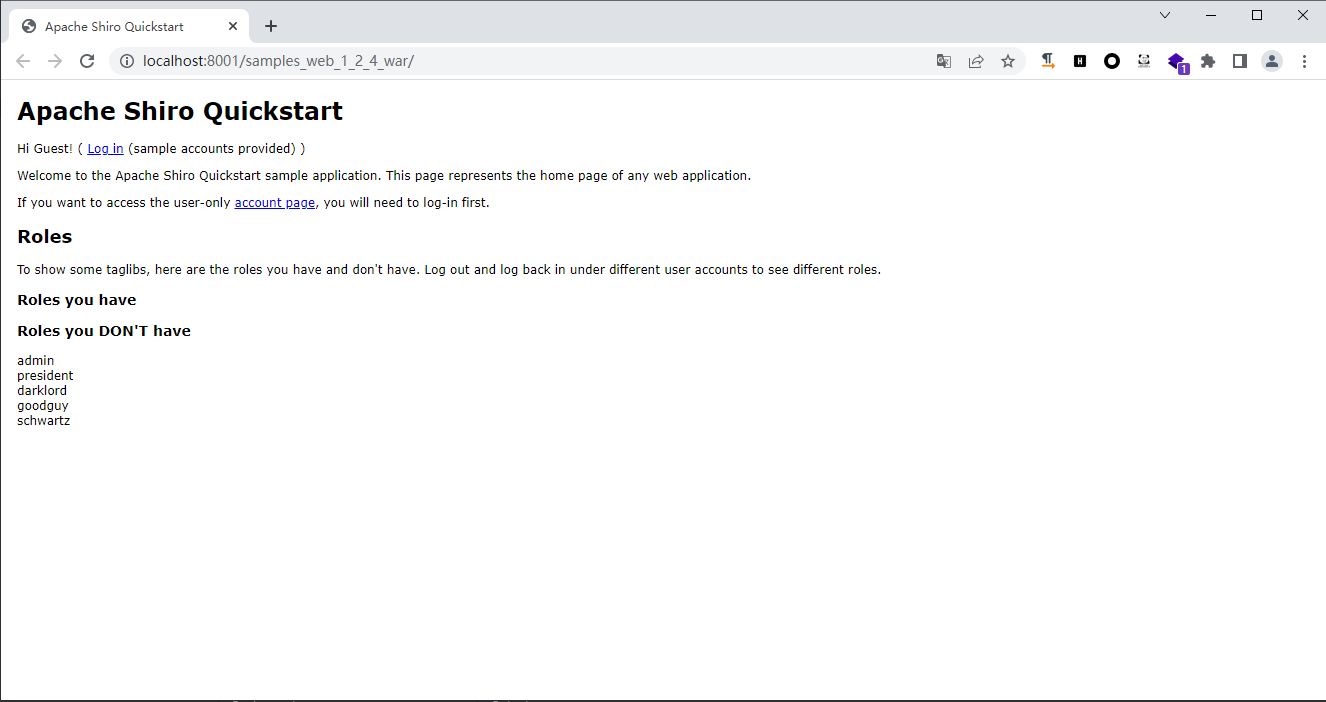 Apache Shiro Quickstart
localhost:8001/samples_web_1_2_4_war/
H
1
Apache Shiro Quickstart
Hi Guest! ( Log in (sample accounts provided) )
Welcome to the Apache Shiro Quickstart sample application. This page represents the home page of any web application.
If you want to access the user-only account page, you will need to log-in first.
Roles
To show some taglibs, here are the roles you have and don't have. Log out and log back in under different user accounts to see different roles.
Roles you have
Roles you DON'T have
admin
president
darklord
goodguy
schwartz